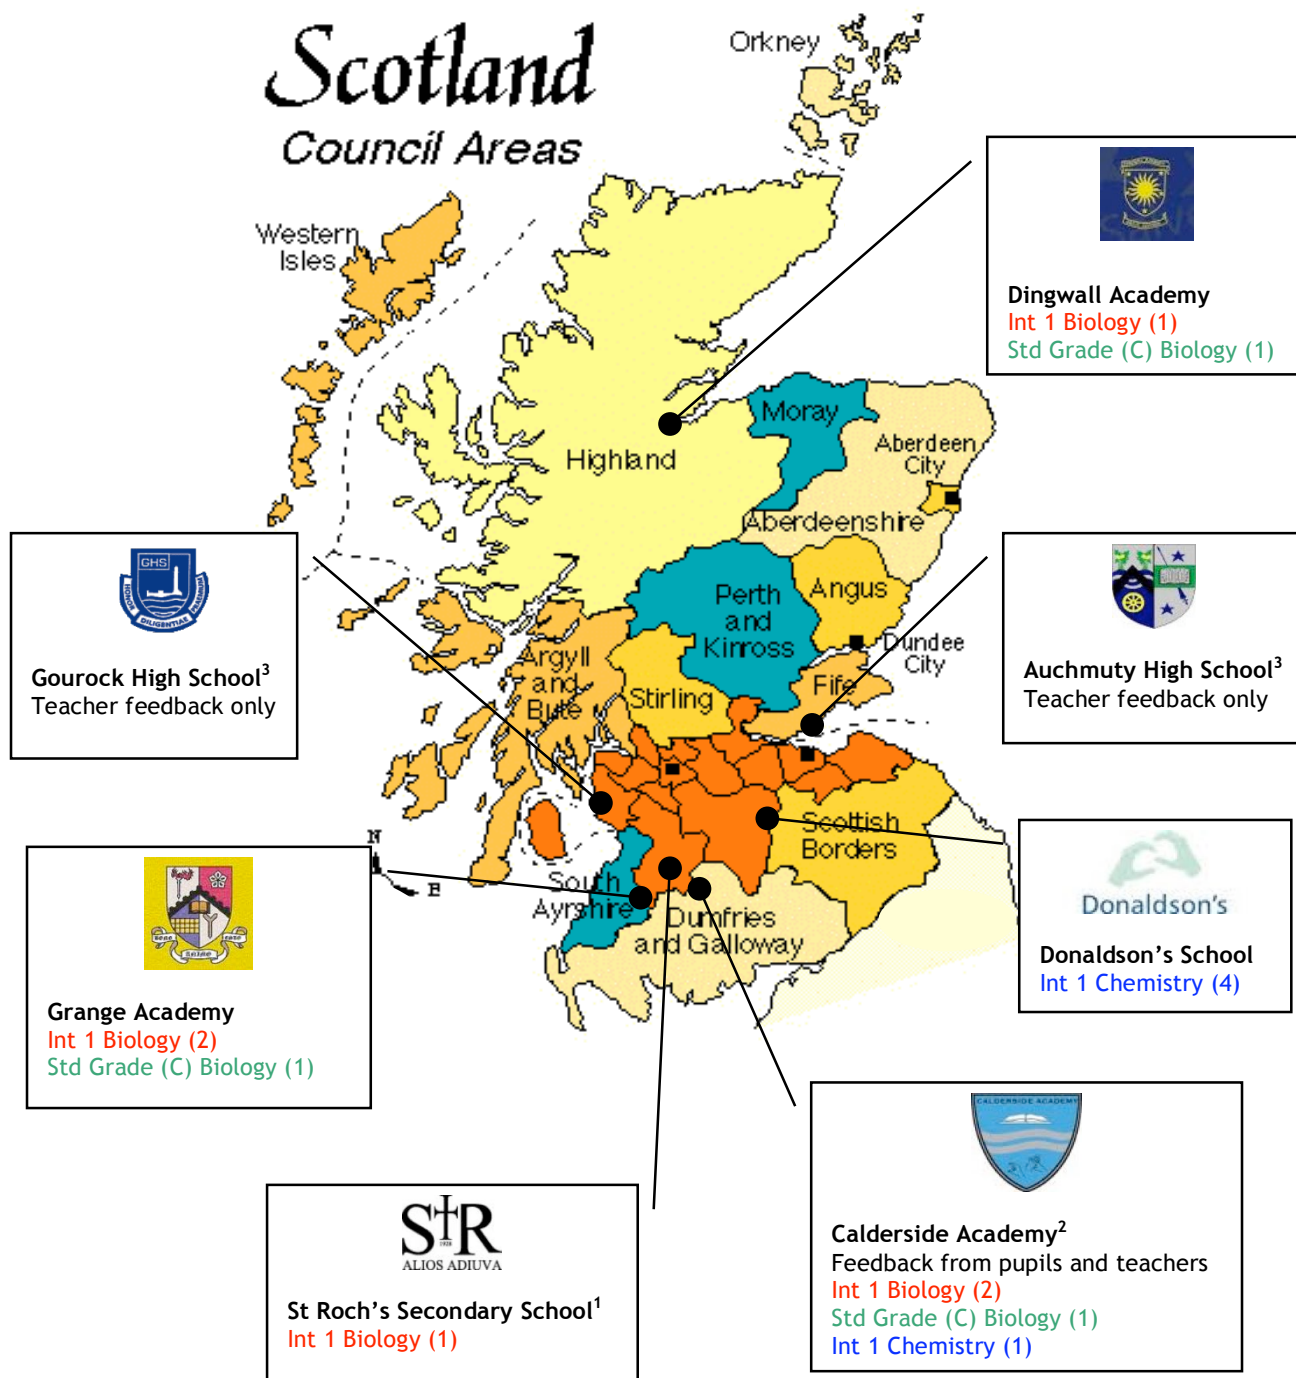 Scotland
Council Areas
Orkney
Western
Isles
Dingwall Academy
Int 1 Biology (1)
Std Grade (C) Biology (1)
Moray
Aberdeen
City
Highland
Aberdeenshire
GHS
HONOR
DILIGENTIAE
PRAEMIUM
Gourock High School³
Teacher feedback only
Perth
and
Kinross
Angus
Dundee
City
Auchmuty High School³
Teacher feedback only
Argyll
and
Bute
Stirling
Fife
Scottish
Borders
N
E
South
Ayrshire
Dumfries
and Galloway
Donaldson's
Donaldson’s School
Int 1 Chemistry (4)
Grange Academy
Int 1 Biology (2)
Std Grade (C) Biology (1)
CALDERSIDE ACADEMY
Calderside Academy²
Feedback from pupils and teachers
Int 1 Biology (2)
Std Grade (C) Biology (1)
Int 1 Chemistry (1)
StR
1928
ALIOS ADIUVA
St Roch’s Secondary School¹
Int 1 Biology (1)